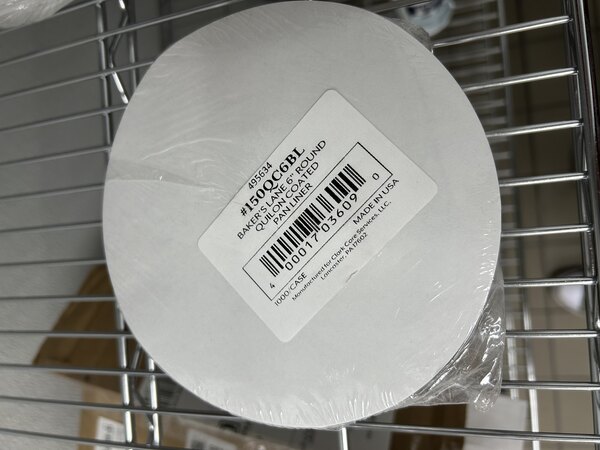 495634
#150QC6BL
BAKER'S LANE 6" ROUND
QUILON COATED
PAN LINER
4 00017 03609 0
1000/CASE MADE IN USA
Manufactured for Clark Core Services, LLC.
Lancaster, PA 17602